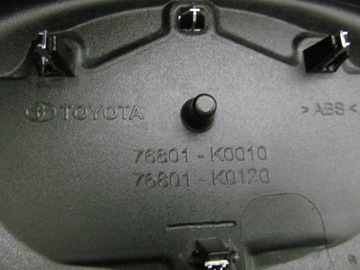 TOYOTA
> ABS <
76801 - K0010
76801 - K0120